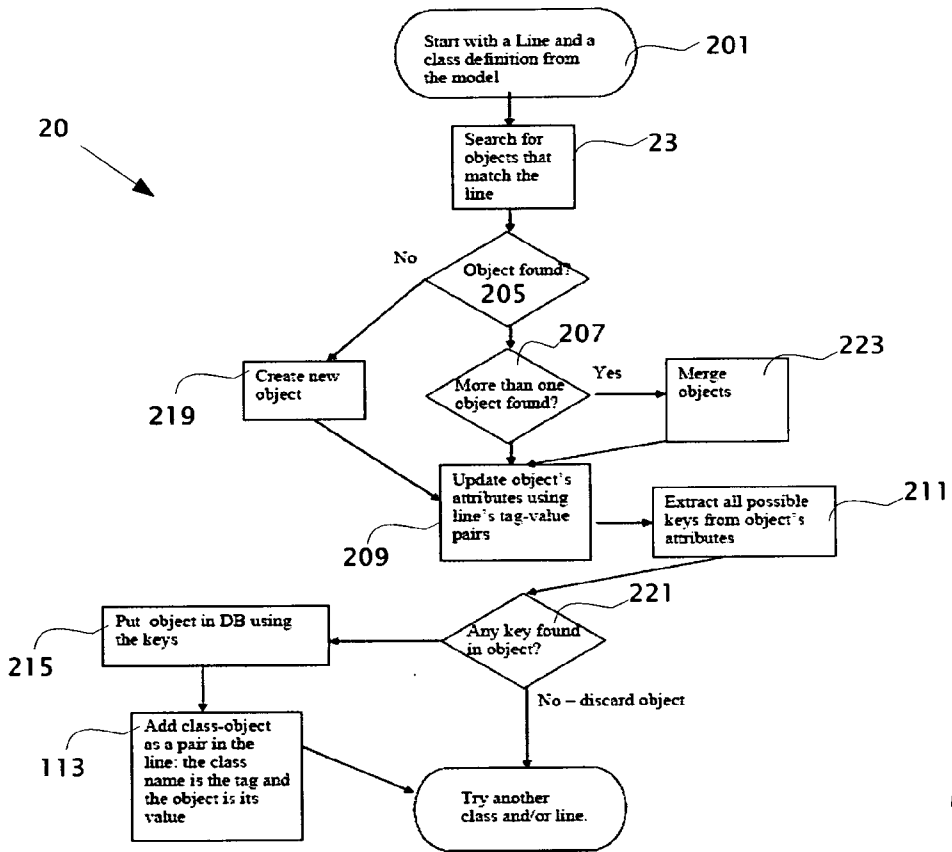 Start with a Line and a
class definition from
the model
201
20
Search for
objects that
match the
line
23
No
Object found?
205
207
223
Create new
object
219
More than one
object found?
Yes
Merge
objects
Update object's
attributes using
line's tag-value
pairs
209
Extract all possible
keys from object's
attributes
211
221
Put object in DB using
the keys
215
Any key found
in object?
No – discard object
Add class-object
as a pair in the
line: the class
name is the tag and
the object is its
value
113
Try another
class and/or line.